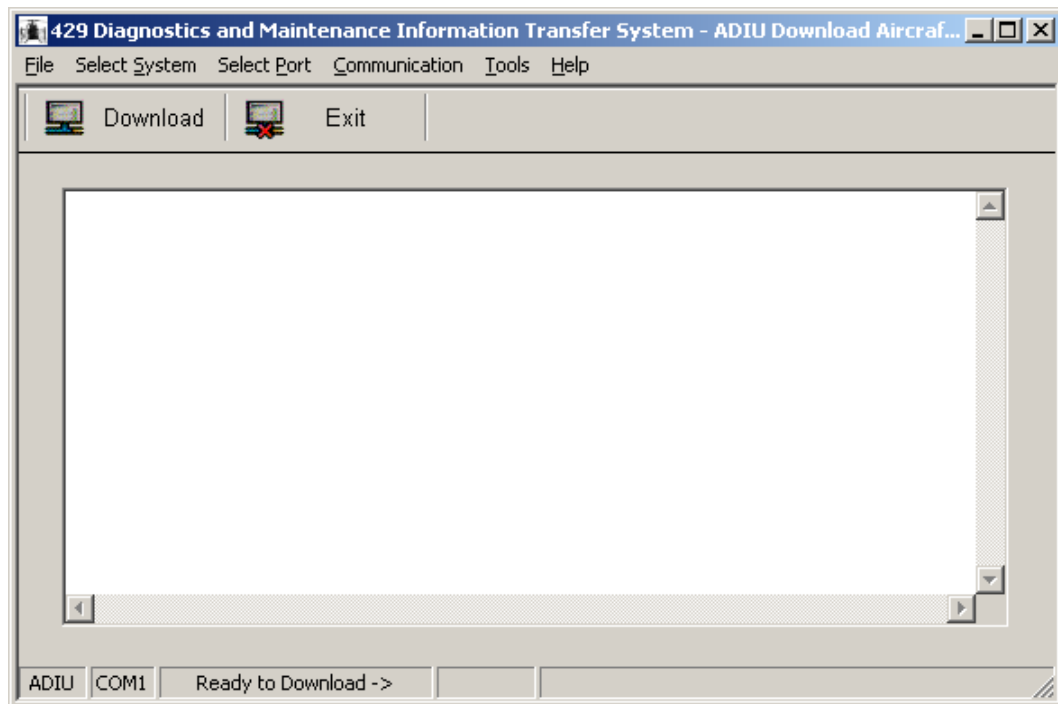 429 Diagnostics and Maintenance Information Transfer System - ADIU Download Aircraf...
File Select System Select Port Communication Tools Help
Download Exit
ADIU COM1 Ready to Download ->